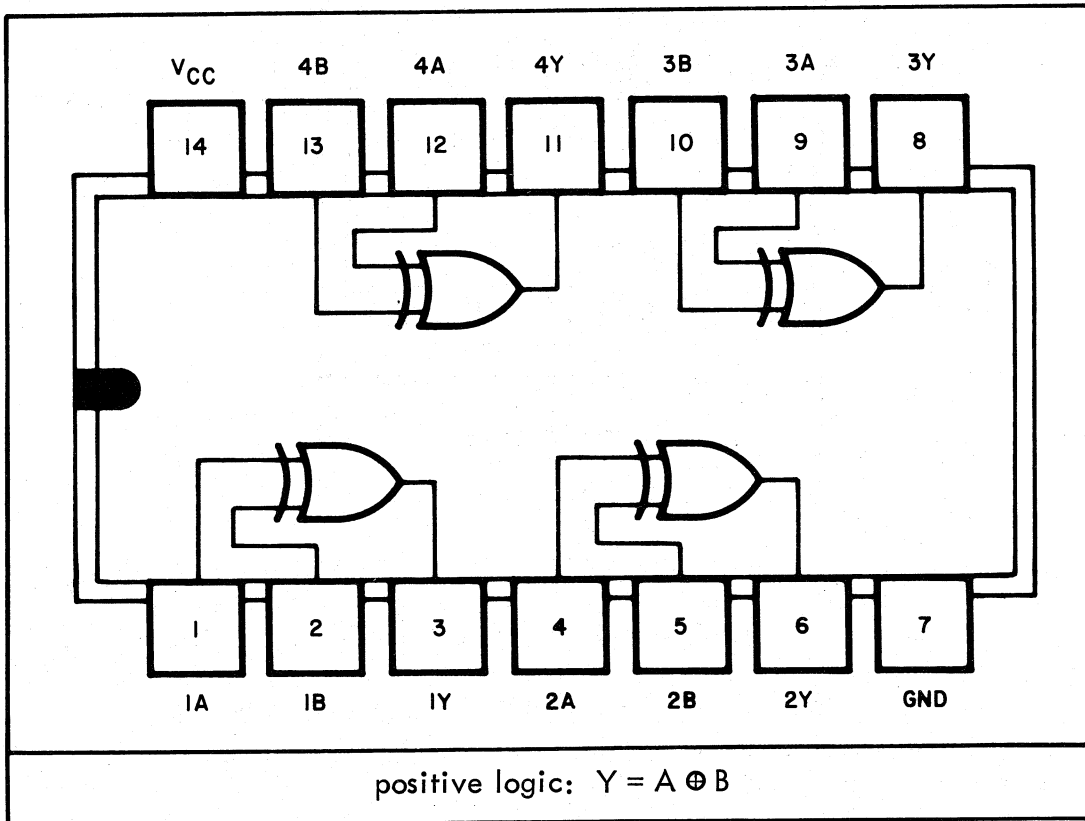 VCC 4B 4A 4Y 3B 3A 3Y
14 13 12 11 10 9 8
1 2 3 4 5 6 7
1A 1B 1Y 2A 2B 2Y GND
positive logic: Y = A ⊕ B